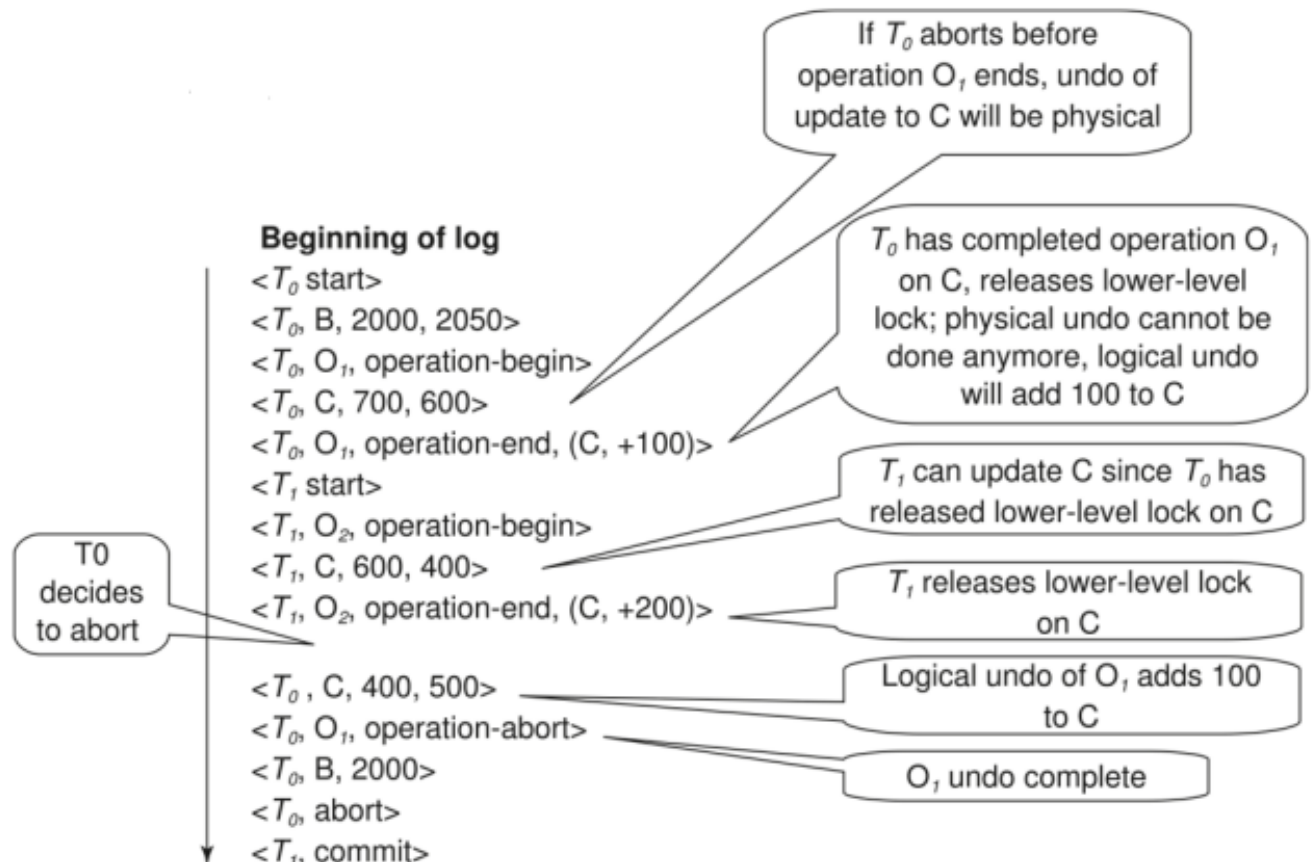 If T₀ aborts before
operation O₁ ends, undo of
update to C will be physical
Beginning of log
<T₀ start>
<T₀, B, 2000, 2050>
<T₀, O₁, operation-begin>
<T₀, C, 700, 600>
<T₀, O₁, operation-end, (C, +100)>
<T₁ start>
<T₁, O₂, operation-begin>
<T₁, C, 600, 400>
<T₁, O₂, operation-end, (C, +200)>
<T₀ , C, 400, 500>
<T₀, O₁, operation-abort>
<T₀, B, 2000>
<T₀, abort>
<T₁, commit>
T0
decides
to abort
T₀ has completed operation O₁
on C, releases lower-level
lock; physical undo cannot be
done anymore, logical undo
will add 100 to C
T₁ can update C since T₀ has
released lower-level lock on C
T₁ releases lower-level lock
on C
Logical undo of O₁ adds 100
to C
O₁ undo complete